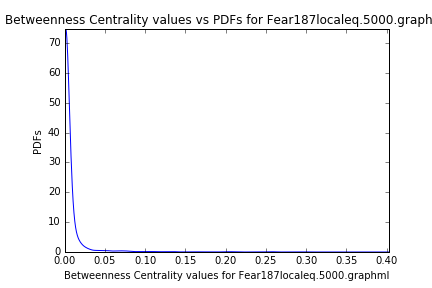 Betweenness Centrality values vs PDFs for Fear187localeq.5000.graph
70
60
50
40
30
20
10
0
PDFs
0.00 0.05 0.10 0.15 0.20 0.25 0.30 0.35 0.40
Betweenness Centrality values for Fear187localeq.5000.graphml